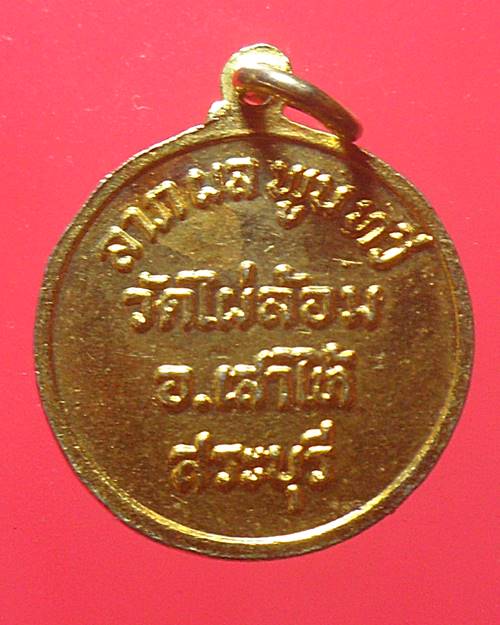 ลาภผลพูนทวี
วัดไผ่ล้อม
อ.เสาไห้
สระบุรี